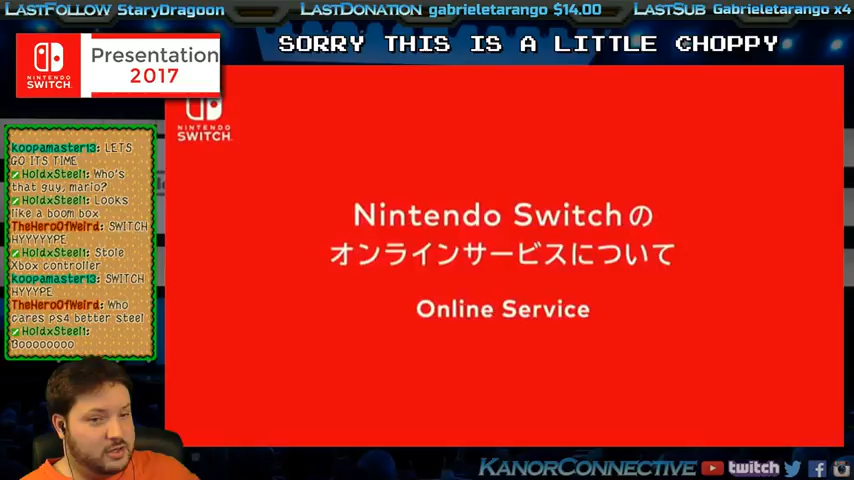 LASTFOLLOW StaryDragoon
LASTDONATION gabrieletarango $14.00
LASTSUB Gabrieletarango x4
SORRY THIS IS A LITTLE CHOPPY
NINTENDO
SWITCH
Presentation
2017
NINTENDO
SWITCH
Koopamaster13: LETS
GO ITS TIME
HoldxSteel1: Who's
that guy, mario?
HoldxSteel1: Looks
like a boom box
TheHeroOfWeird: SWITCH
HYYYYYPE
HoldxSteel1: Stole
Xbox controller
Koopamaster13: SWITCH
HYYYPE
TheHeroOfWeird: Who
cares ps4 better steel
HoldxSteel1:
Boooooooo
Nintendo Switchの
オンラインサービスについて
Online Service
KANORCONNECTIVE
twitch